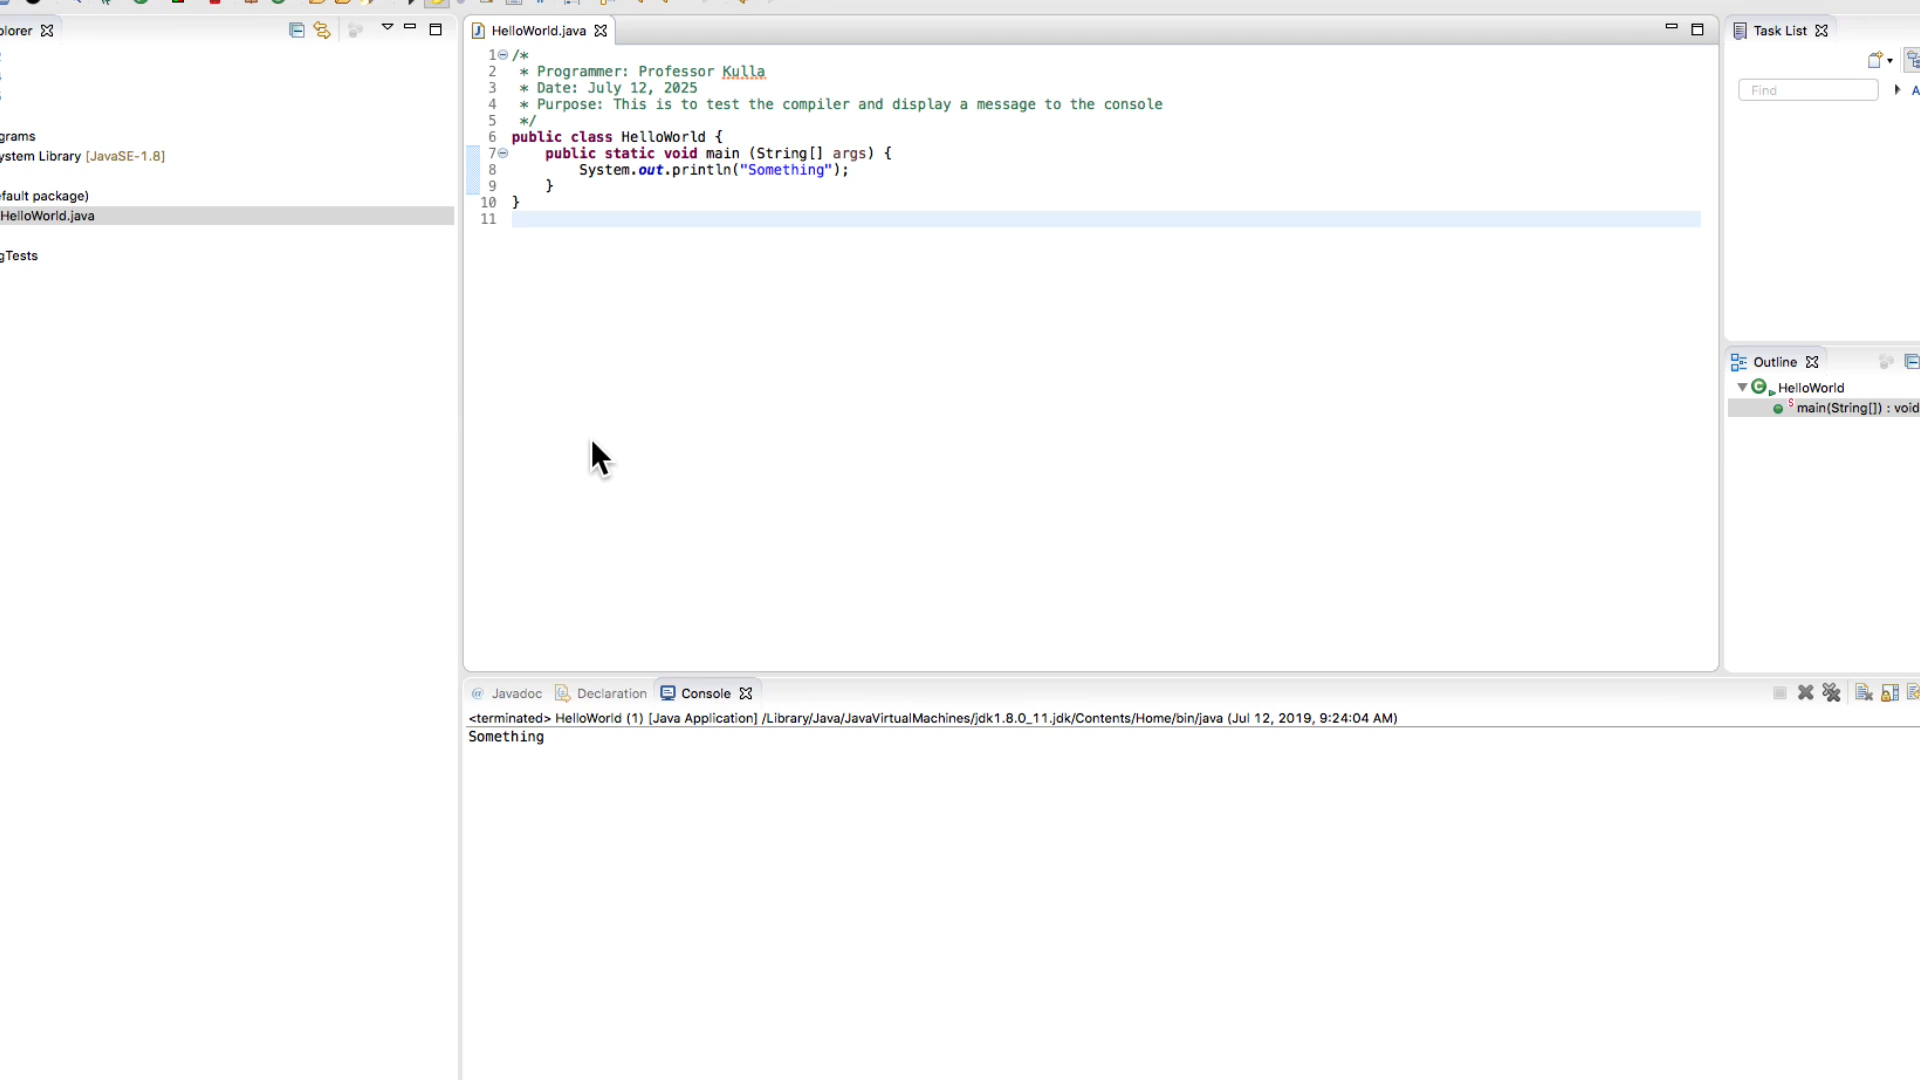 plorer
grams
ystem Library [JavaSE-1.8]
efault package)
HelloWorld.java
gTests
HelloWorld.java
1 /*
2 * Programmer: Professor Kulla
3 * Date: July 12, 2025
4 * Purpose: This is to test the compiler and display a message to the console
5 */
6 public class HelloWorld {
7 public static void main (String[] args) {
8 System.out.println("Something");
9 }
10 }
11
Task List
Find
A
Outline
HelloWorld
S main(String[]) : void
@ Javadoc
Declaration
Console
<terminated> HelloWorld (1) [Java Application] /Library/Java/JavaVirtualMachines/jdk1.8.0_11.jdk/Contents/Home/bin/java (Jul 12, 2019, 9:24:04 AM)
Something